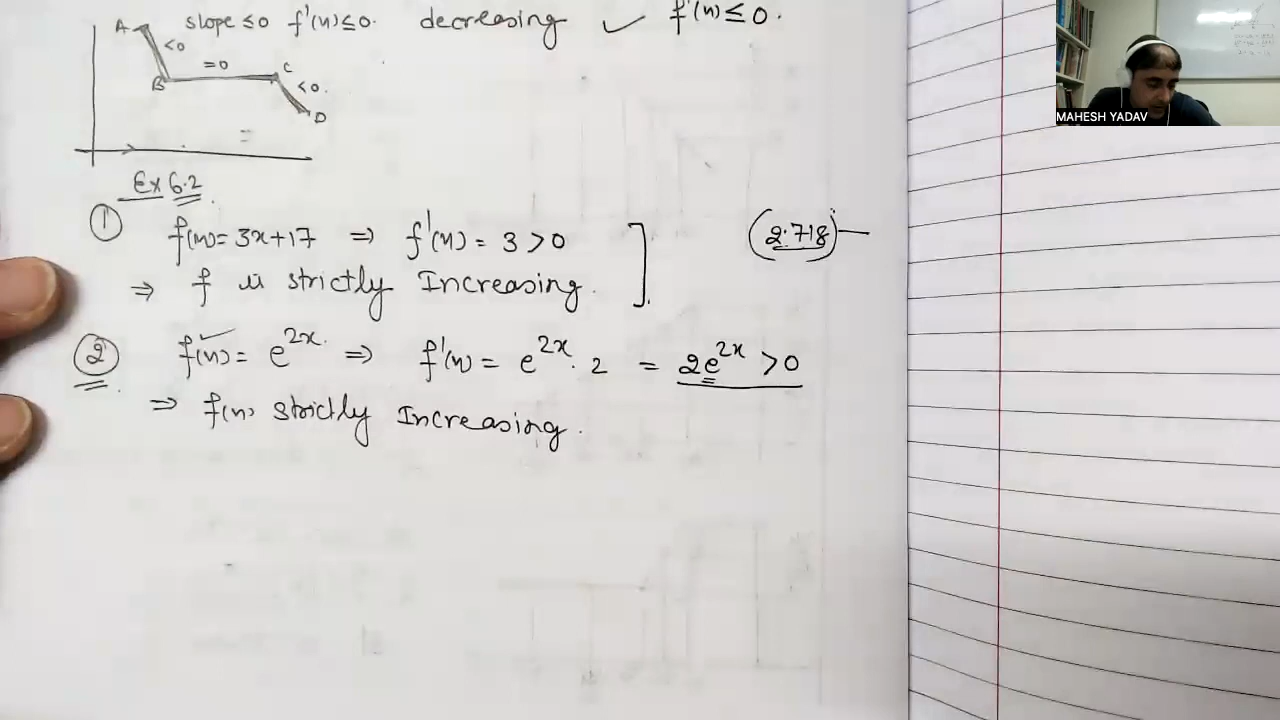 slope ≤ 0 f'(x) ≤ 0. decreasing ✓ f'(x) ≤ 0.
A
<0
=0
B
C
<0.
D
Ex 6.2
① f(x) = 3x+17 ⇒ f'(x) = 3 > 0
(2.718)—
⇒ f is strictly Increasing.
② f(x) = e^{2x}. ⇒ f'(x) = e^{2x}. 2 = 2e^{2x} > 0
⇒ f(x) strictly Increasing.
MAHESH YADAV